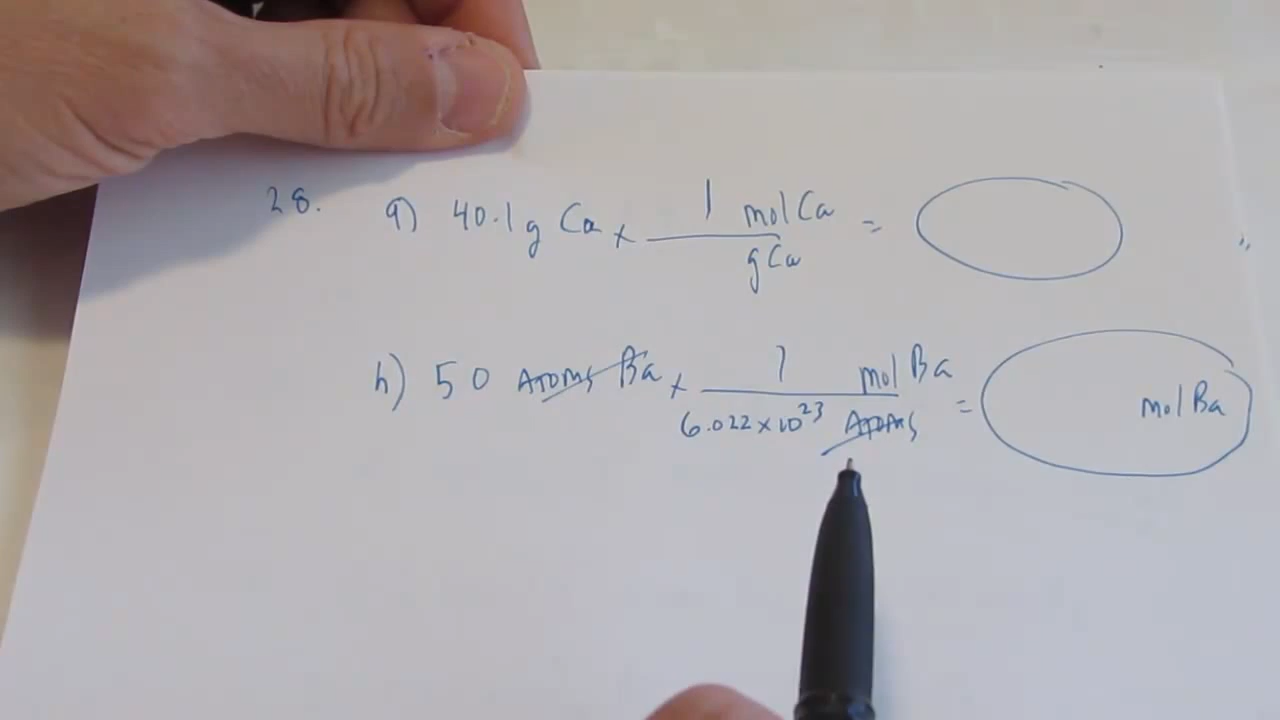 28. a) 40.1 g Ca x 1 mol Ca / g Ca =
h) 50 ATOMS Ba x 1 mol Ba / 6.022 x 10^23 ATOMS = mol Ba